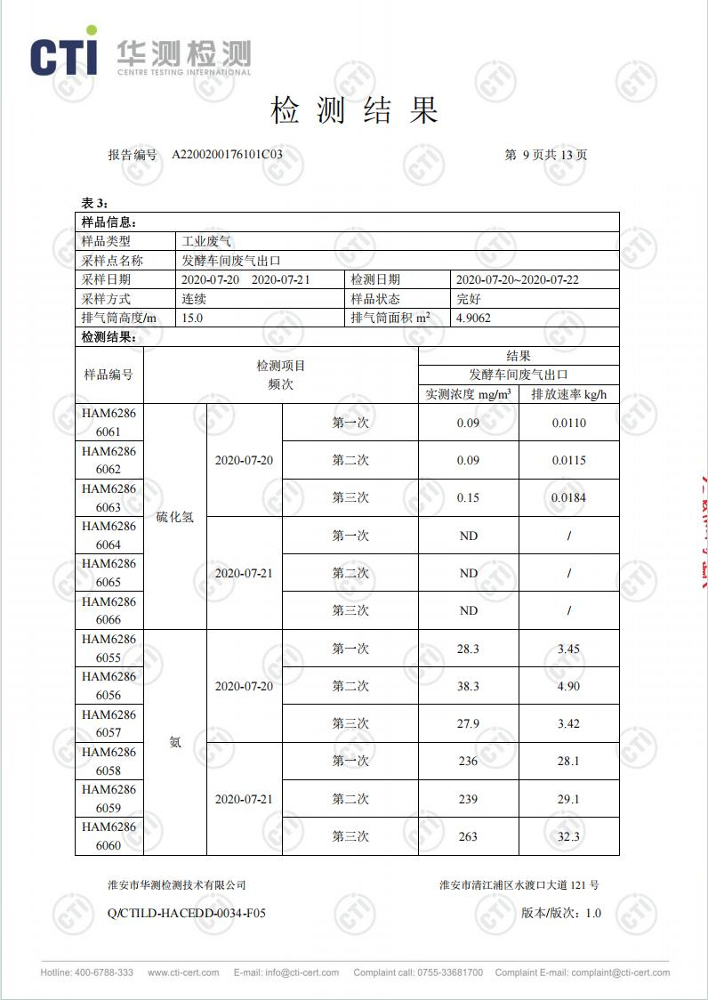 CTI 华测检测
CENTRE TESTING INTERNATIONAL
检 测 结 果
报告编号 A2200200176101C03 第 9 页共 13 页
表 3:
样品信息:
样品类型 工业废气
采样点名称 发酵车间废气出口
采样日期 2020-07-20 2020-07-21 检测日期 2020-07-20~2020-07-22
采样方式 连续 样品状态 完好
排气筒高度/m 15.0 排气筒面积 m² 4.9062
检测结果:
样品编号 检测项目 频次 结果
发酵车间废气出口
实测浓度 mg/m³ 排放速率 kg/h
HAM6286 6061 硫化氢 2020-07-20 第一次 0.09 0.0110
HAM6286 6062 第二次 0.09 0.0115
HAM6286 6063 第三次 0.15 0.0184
HAM6286 6064 2020-07-21 第一次 ND /
HAM6286 6065 第二次 ND /
HAM6286 6066 第三次 ND /
HAM6286 6055 氨 2020-07-20 第一次 28.3 3.45
HAM6286 6056 第二次 38.3 4.90
HAM6286 6057 第三次 27.9 3.42
HAM6286 6058 2020-07-21 第一次 236 28.1
HAM6286 6059 第二次 239 29.1
HAM6286 6060 第三次 263 32.3
淮安市华测检测技术有限公司 淮安市清江浦区水渡口大道 121 号
Q/CTILD-HACEDD-0034-F05 版本/版次: 1.0
Hotline: 400-6788-333 www.cti-cert.com E-mail: info@cti-cert.com Complaint call: 0755-33681700 Complaint E-mail: complaint@cti-cert.com